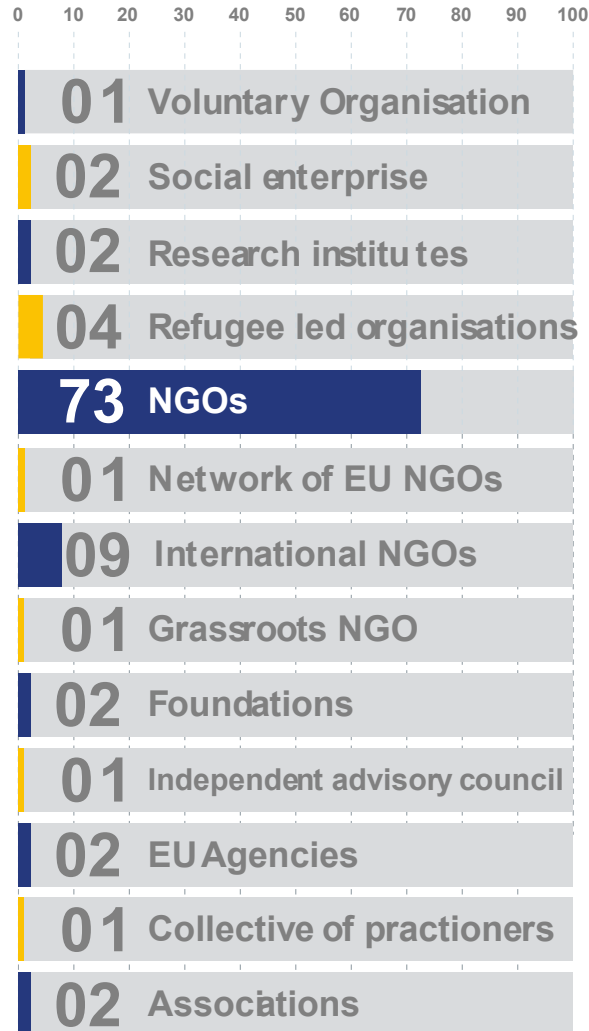 0 10 20 30 40 50 60 70 80 90 100
01 Voluntary Organisation
02 Social enterprise
02 Research institutes
04 Refugee led organisations
73 NGOs
01 Network of EU NGOs
09 International NGOs
01 Grassroots NGO
02 Foundations
01 Independent advisory council
02 EU Agencies
01 Collective of practioners
02 Associations